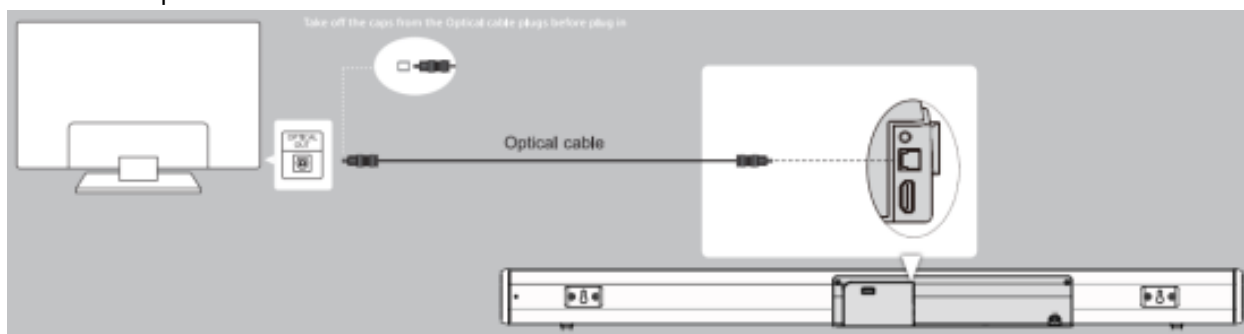 Take off the caps from the Optical cable plugs before plug in
OPTICAL
OUT
Optical cable